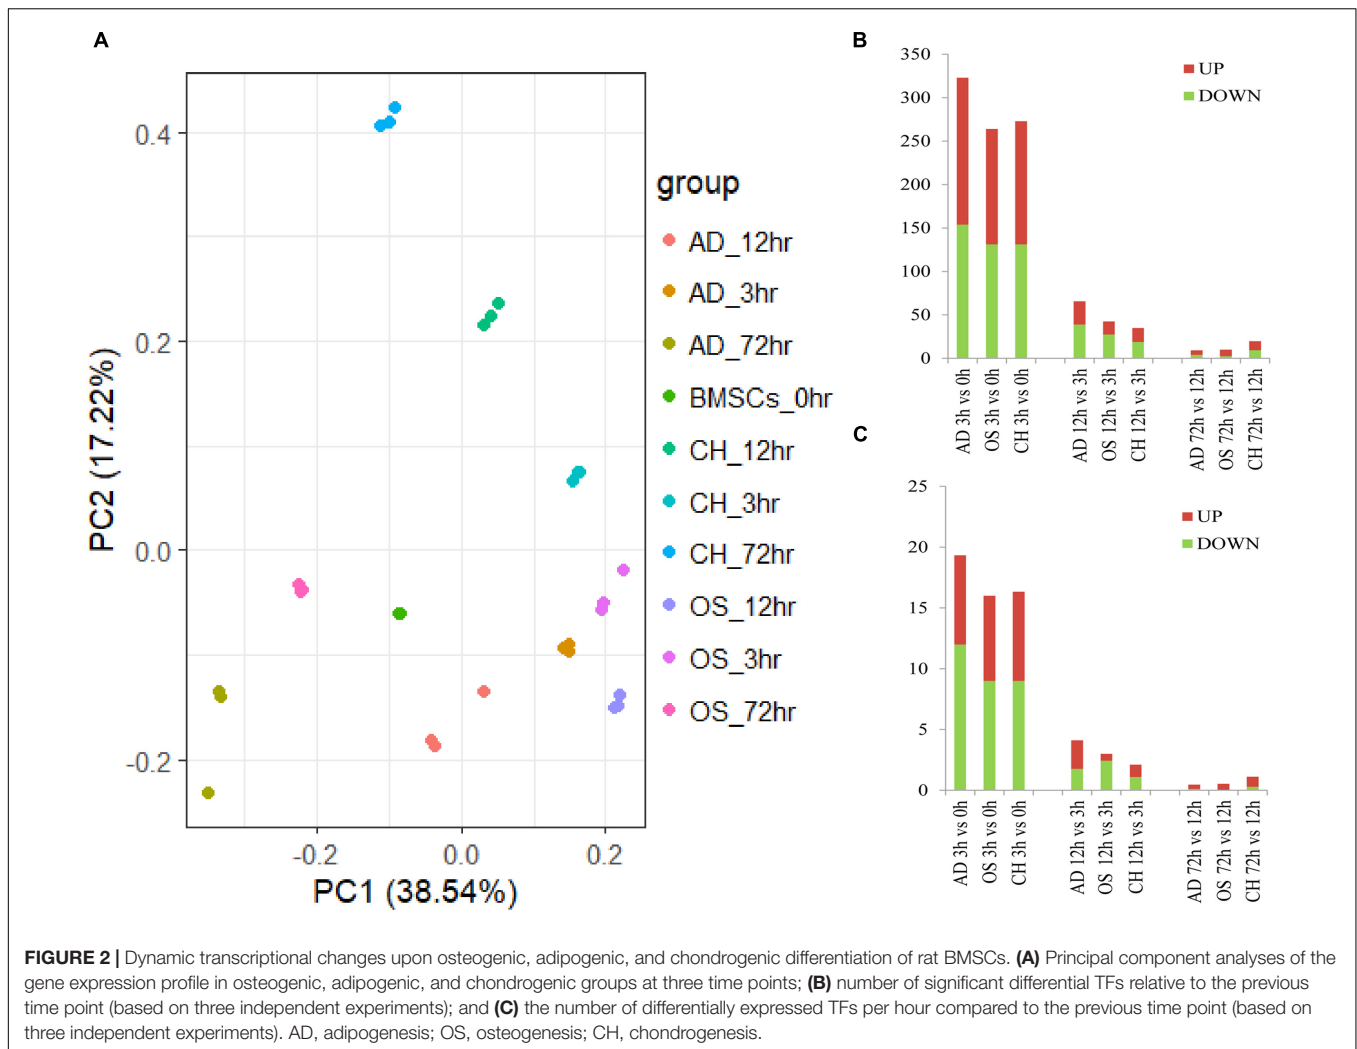 A
0.4
0.2
0.0
-0.2
PC2 (17.22%)
-0.2
0.0
0.2
PC1 (38.54%)
group
AD_12hr
AD_3hr
AD_72hr
BMSCs_0hr
CH_12hr
CH_3hr
CH_72hr
OS_12hr
OS_3hr
OS_72hr
B
350
300
250
200
150
100
50
0
UP
DOWN
AD 3h vs 0h
OS 3h vs 0h
CH 3h vs 0h
AD 12h vs 3h
OS 12h vs 3h
CH 12h vs 3h
AD 72h vs 12h
OS 72h vs 12h
CH 72h vs 12h
C
25
20
15
10
5
0
UP
DOWN
AD 3h vs 0h
OS 3h vs 0h
CH 3h vs 0h
AD 12h vs 3h
OS 12h vs 3h
CH 12h vs 3h
AD 72h vs 12h
OS 72h vs 12h
CH 72h vs 12h
FIGURE 2 | Dynamic transcriptional changes upon osteogenic, adipogenic, and chondrogenic differentiation of rat BMSCs. (A) Principal component analyses of the
gene expression profile in osteogenic, adipogenic, and chondrogenic groups at three time points; (B) number of significant differential TFs relative to the previous
time point (based on three independent experiments); and (C) the number of differentially expressed TFs per hour compared to the previous time point (based on
three independent experiments). AD, adipogenesis; OS, osteogenesis; CH, chondrogenesis.